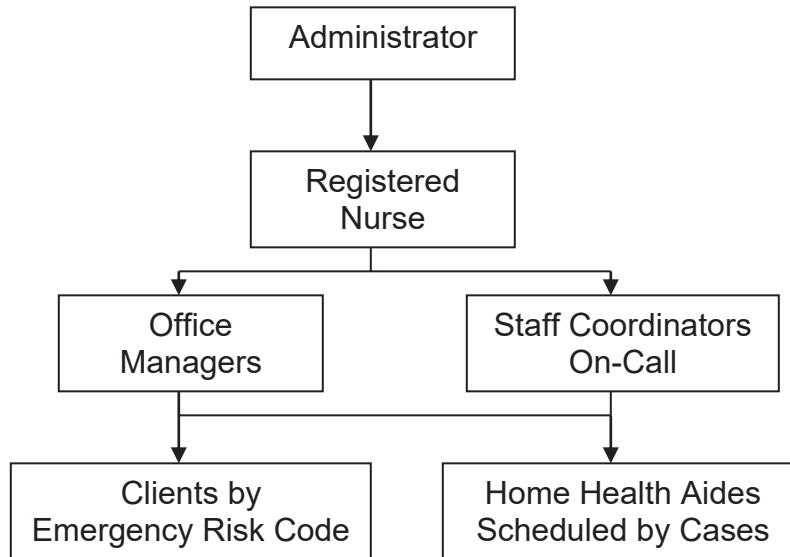 Administrator
Registered
Nurse
Office
Managers
Staff Coordinators
On-Call
Clients by
Emergency Risk Code
Home Health Aides
Scheduled by Cases